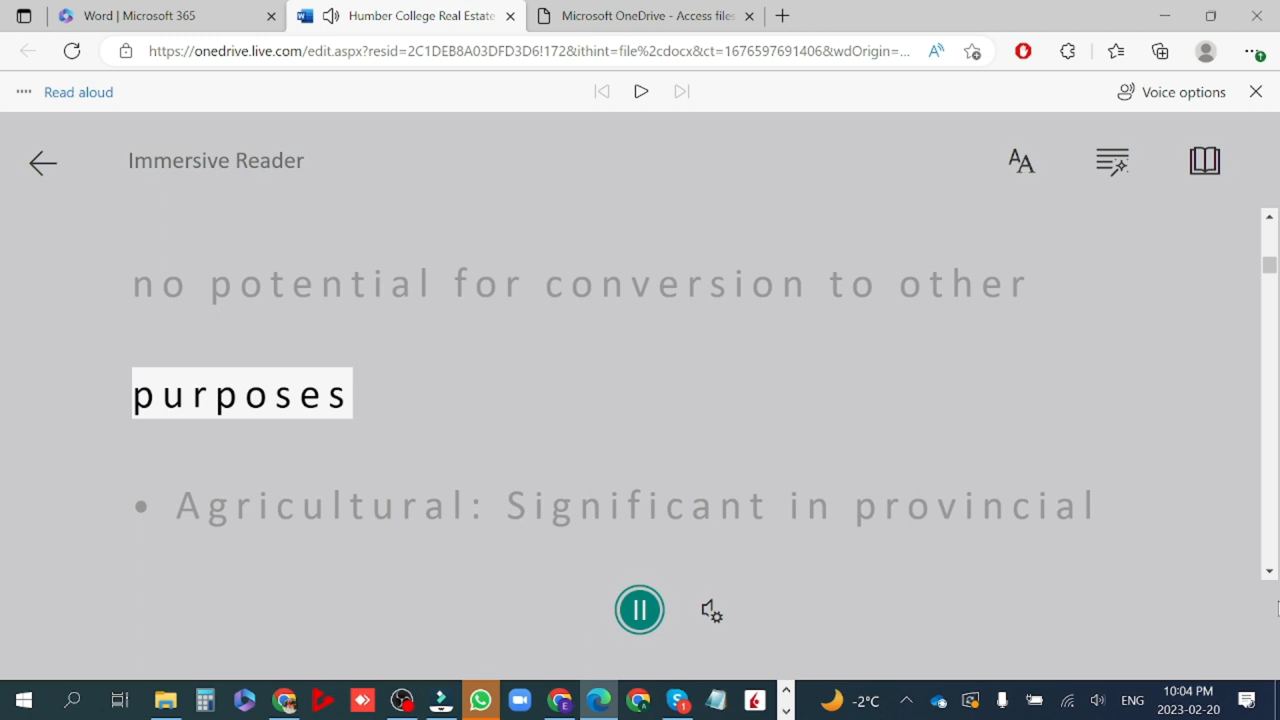 Word | Microsoft 365
Humber College Real Estate
Microsoft OneDrive - Access files
https://onedrive.live.com/edit.aspx?resid=2C1DEB8A03DFD3D6!172&ithint=file%2cdocx&ct=1676597691406&wdOrigin=...
Read aloud
Voice options
Immersive Reader
no potential for conversion to other
purposes
• Agricultural: Significant in provincial
-2°C
ENG
10:04 PM
2023-02-20